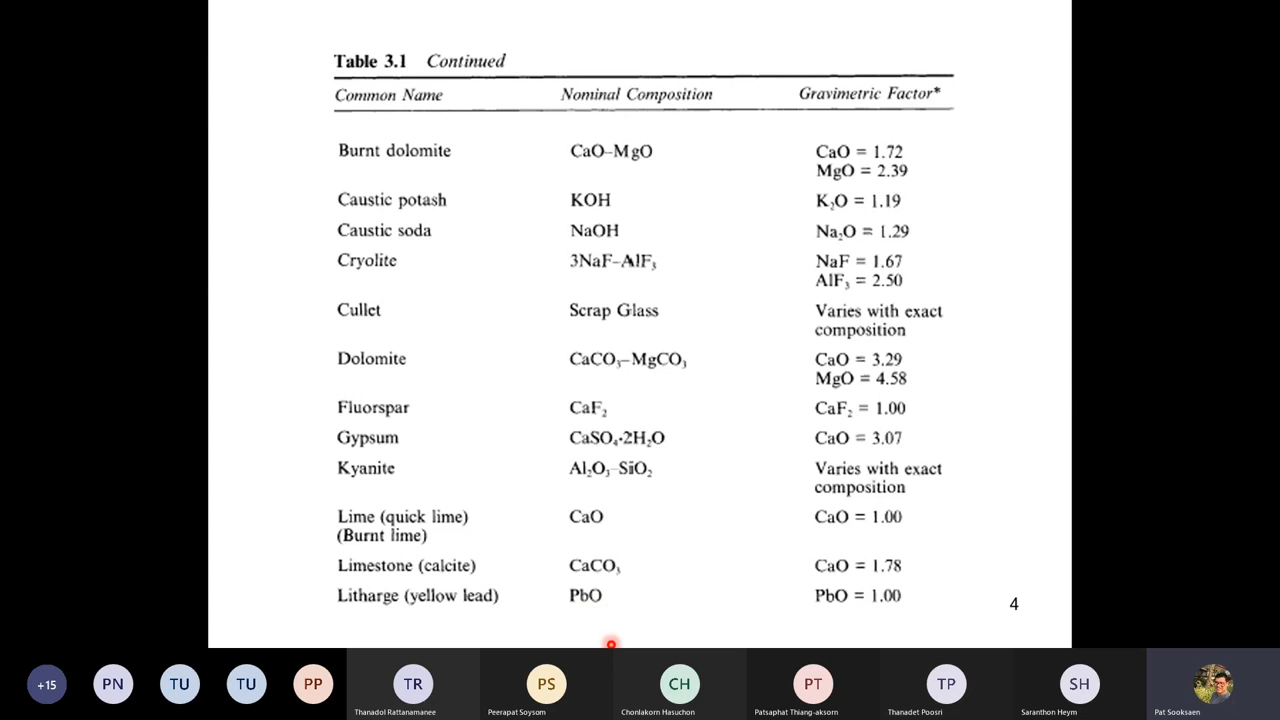 Table 3.1 Continued
Common Name Nominal Composition Gravimetric Factor*
Burnt dolomite CaO–MgO CaO = 1.72
MgO = 2.39
Caustic potash KOH K₂O = 1.19
Caustic soda NaOH Na₂O = 1.29
Cryolite 3NaF–AlF₃ NaF = 1.67
AlF₃ = 2.50
Cullet Scrap Glass Varies with exact
composition
Dolomite CaCO₃–MgCO₃ CaO = 3.29
MgO = 4.58
Fluorspar CaF₂ CaF₂ = 1.00
Gypsum CaSO₄·2H₂O CaO = 3.07
Kyanite Al₂O₃–SiO₂ Varies with exact
composition
Lime (quick lime) CaO CaO = 1.00
(Burnt lime)
Limestone (calcite) CaCO₃ CaO = 1.78
Litharge (yellow lead) PbO PbO = 1.00
4
+15 PN TU TU PP TR PS CH PT TP SH
Thanadol Rattanamanee Peerapat Soysom Chonlakorn Hasuchon Patsaphat Thiang-aksorn Thanadet Poosri Saranthon Heym Pat Sooksaen